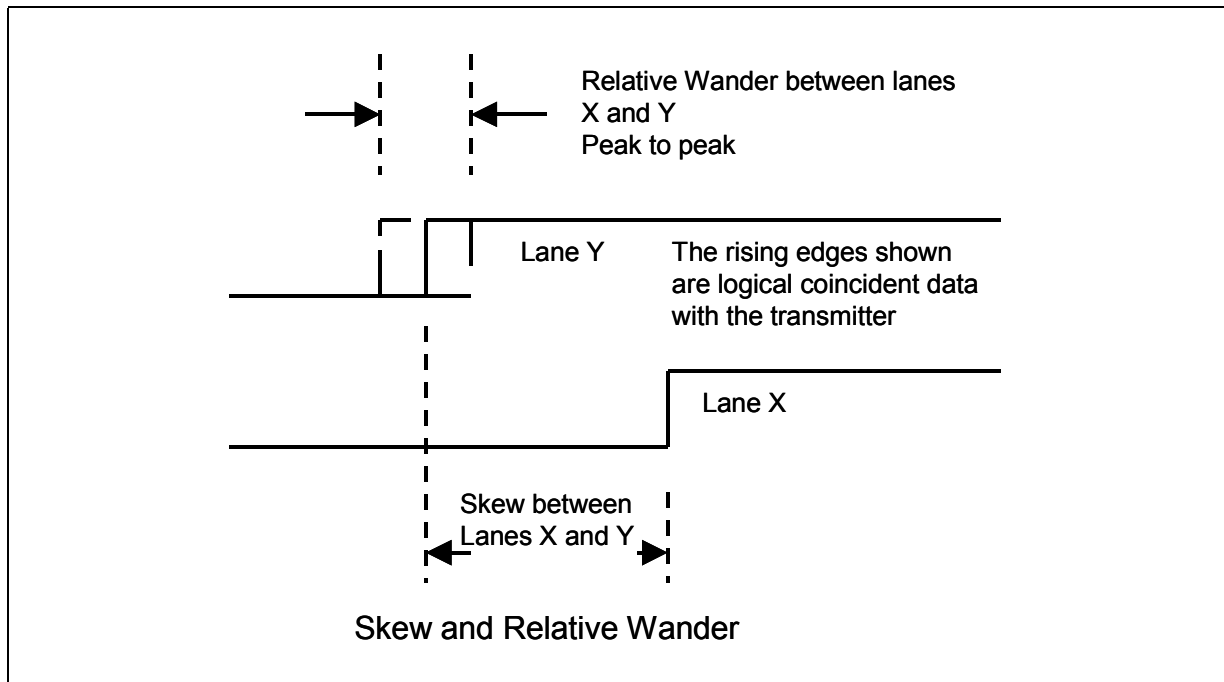 Relative Wander between lanes
X and Y
Peak to peak
Lane Y
The rising edges shown
are logical coincident data
with the transmitter
Lane X
Skew between
Lanes X and Y
Skew and Relative Wander